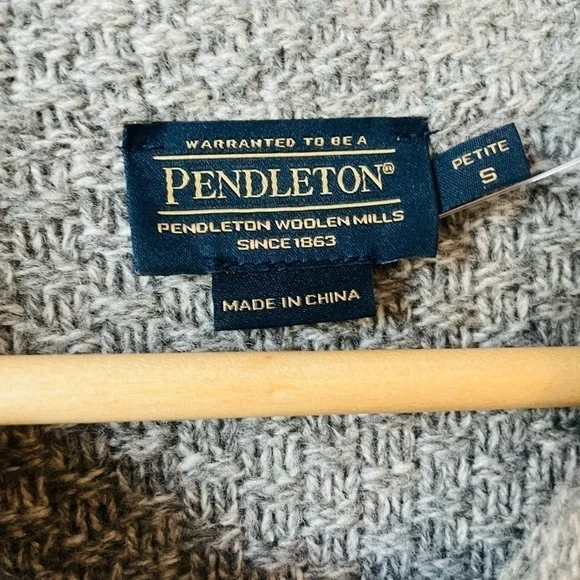 WARRANTED TO BE A
PENDLETON®
PENDLETON WOOLEN MILLS
SINCE 1863
MADE IN CHINA
PETITE
S